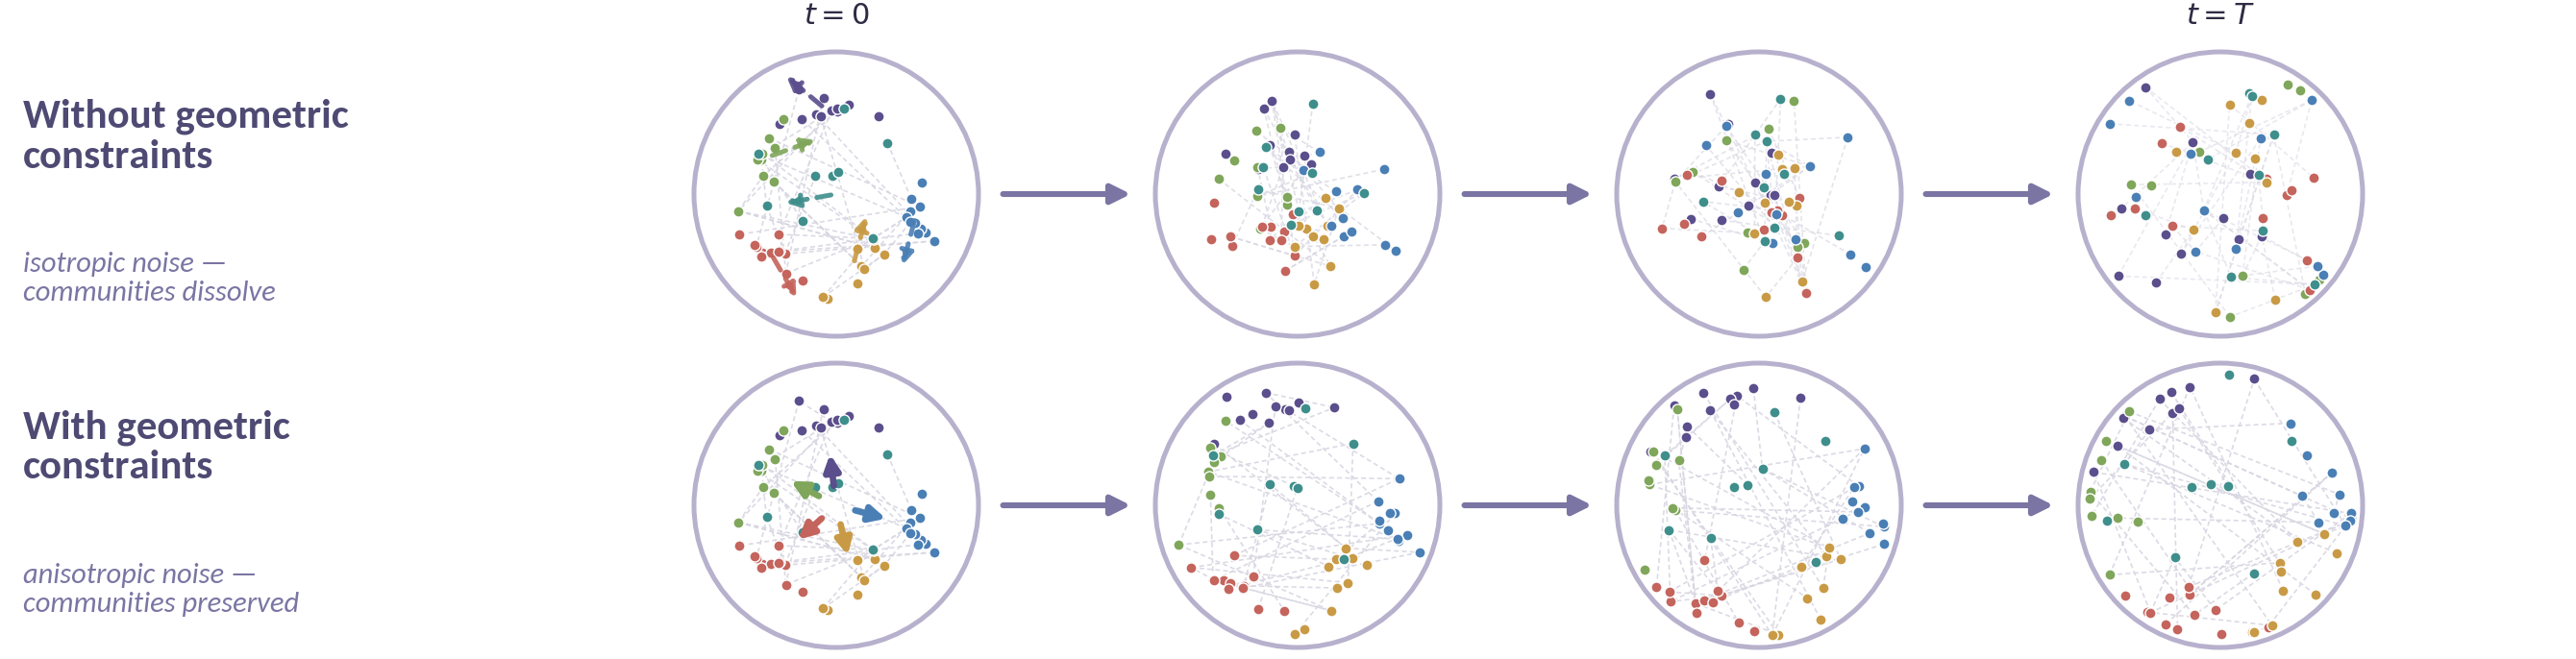 t = 0
t = T
Without geometric
constraints
isotropic noise —
communities dissolve
With geometric
constraints
anisotropic noise —
communities preserved